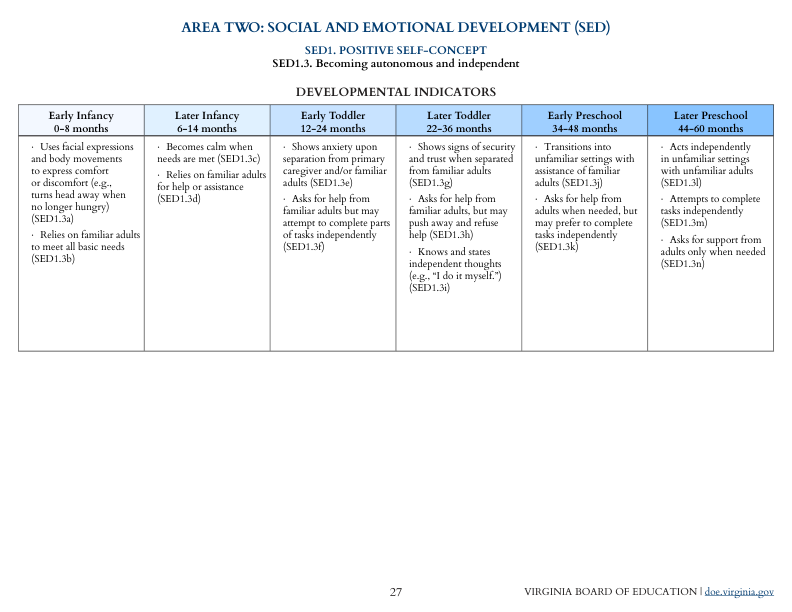 AREA TWO: SOCIAL AND EMOTIONAL DEVELOPMENT (SED)
SED1. POSITIVE SELF-CONCEPT
SED1.3. Becoming autonomous and independent
DEVELOPMENTAL INDICATORS
Early Infancy
0–8 months
· Uses facial expressions
and body movements
to express comfort
or discomfort (e.g.,
turns head away when
no longer hungry)
(SED1.3a)
· Relies on familiar adults
to meet all basic needs
(SED1.3b)
Later Infancy
6–14 months
· Becomes calm when
needs are met (SED1.3c)
· Relies on familiar adults
for help or assistance
(SED1.3d)
Early Toddler
12–24 months
· Shows anxiety upon
separation from primary
caregiver and/or familiar
adults (SED1.3e)
· Asks for help from
familiar adults but may
attempt to complete parts
of tasks independently
(SED1.3f)
Later Toddler
22–36 months
· Shows signs of security
and trust when separated
from familiar adults
(SED1.3g)
· Asks for help from
familiar adults, but may
push away and refuse
help (SED1.3h)
· Knows and states
independent thoughts
(e.g., “I do it myself.”)
(SED1.3i)
Early Preschool
34–48 months
· Transitions into
unfamiliar settings with
assistance of familiar
adults (SED1.3j)
· Asks for help from
adults when needed, but
may prefer to complete
tasks independently
(SED1.3k)
Later Preschool
44–60 months
· Acts independently
in unfamiliar settings
with unfamiliar adults
(SED1.3l)
· Attempts to complete
tasks independently
(SED1.3m)
· Asks for support from
adults only when needed
(SED1.3n)
27
VIRGINIA BOARD OF EDUCATION | doe.virginia.gov